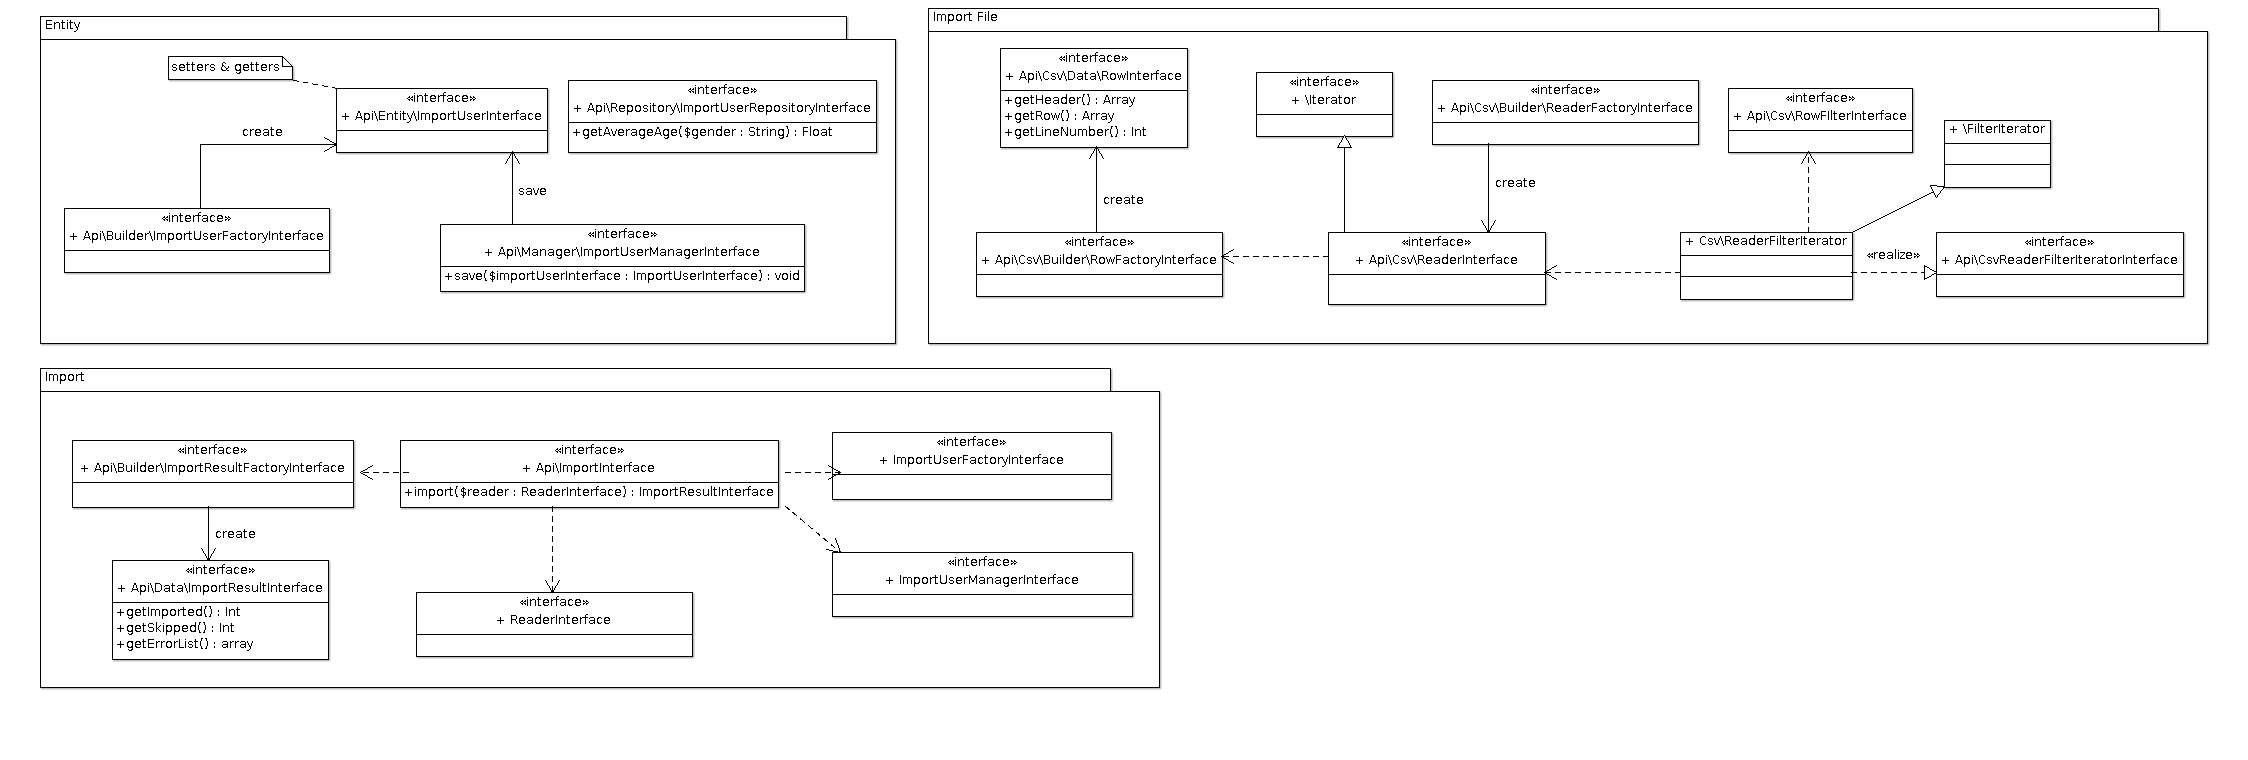 Entity
setters & getters
«interface»
+ Api\Entity\ImportUserInterface
«interface»
+ Api\Repository\ImportUserRepositoryInterface
+getAverageAge($gender : String) : Float
create
save
«interface»
+ Api\Builder\ImportUserFactoryInterface
«interface»
+ Api\Manager\ImportUserManagerInterface
+save($importUserInterface : ImportUserInterface) : void
Import File
«interface»
+ Api\Csv\Data\RowInterface
+getHeader() : Array
+getRow() : Array
+getLineNumber() : Int
«interface»
+ \Iterator
«interface»
+ Api\Csv\Builder\ReaderFactoryInterface
«interface»
+ Api\Csv\RowFIlterInterface
+ \FilterIterator
create
create
«interface»
+ Api\Csv\Builder\RowFactoryInterface
«interface»
+ Api\Csv\ReaderInterface
+ Csv\ReaderFilterIterator
«realize»
«interface»
+ Api\CsvReaderFilterIteratorInterface
Import
«interface»
+ Api\Builder\ImportResultFactoryInterface
«interface»
+ Api\ImportInterface
+import($reader : ReaderInterface) : ImportResultInterface
«interface»
+ ImportUserFactoryInterface
create
«interface»
+ Api\Data\ImportResultInterface
+getImported() : Int
+getSkipped() : Int
+getErrorList() : array
«interface»
+ ReaderInterface
«interface»
+ ImportUserManagerInterface